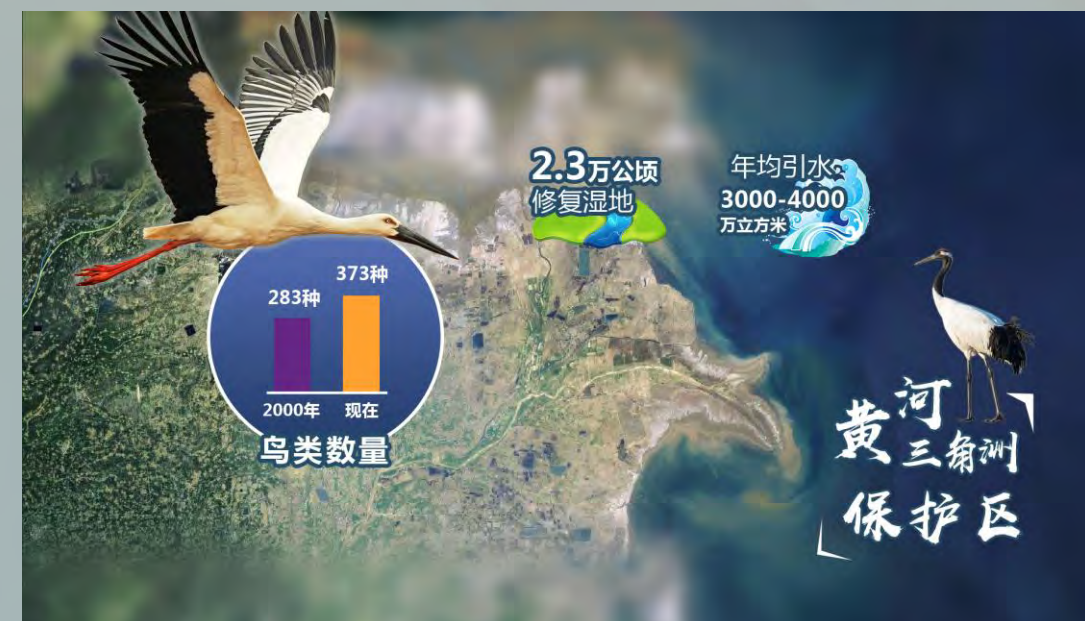 2.3万公顷
修复湿地
年均引水:
3000-4000
万立方米
373种
283种
2000年 现在
鸟类数量
黄河
三角洲
保护区